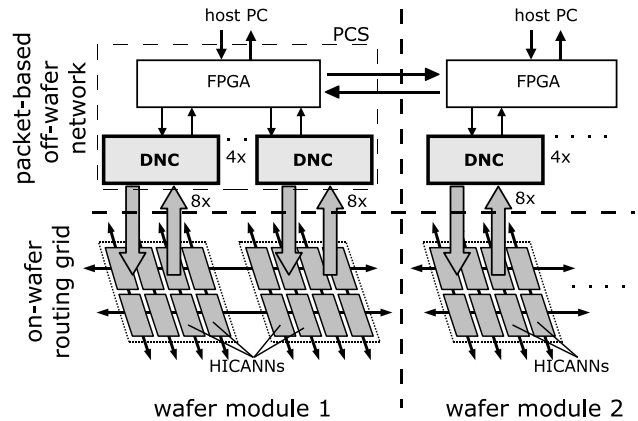 host PC
host PC
PCS
FPGA
FPGA
packet-based
off-wafer
network
DNC
4x
DNC
DNC
4x
8x
8x
8x
on-wafer
routing grid
HICANNs
HICANNs
wafer module 1
wafer module 2